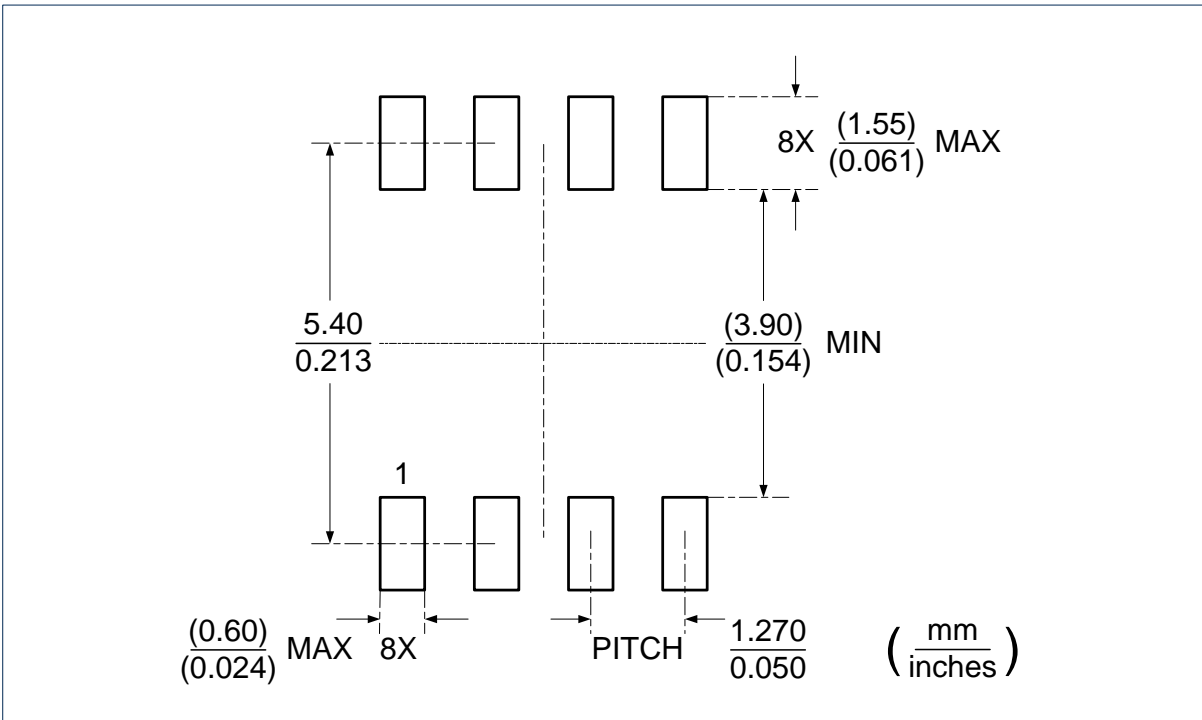 8X (1.55) MAX
(0.061)
5.40
0.213
(3.90) MIN
(0.154)
1
(0.60) MAX 8X
(0.024)
PITCH 1.270
0.050
(mm
inches)